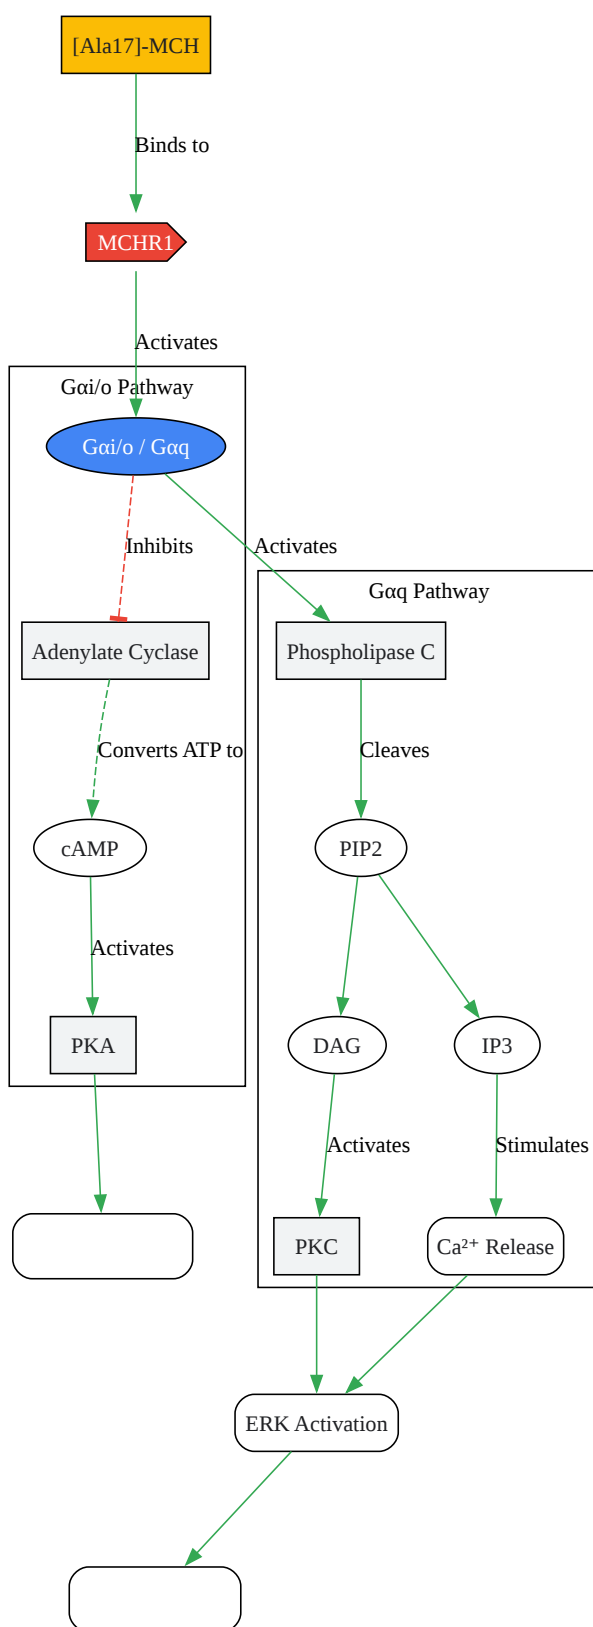 [Ala17]-MCH
Binds to
MCHR1
Activates
Gαi/o Pathway
Gαi/o / Gαq
Inhibits
Activates
Gαq Pathway
Adenylate Cyclase
Phospholipase C
Converts ATP to
Cleaves
cAMP
PIP2
Activates
PKA
DAG
IP3
Activates
Stimulates
PKC
Ca²⁺ Release
ERK Activation